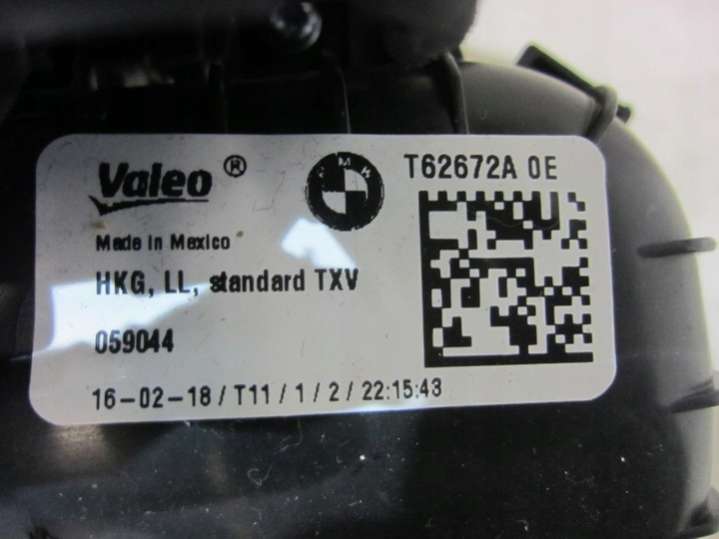 Valeo ®
BMW
T62672A 0E
Made in Mexico
HKG, LL, standard TXV
059044
16-02-18/T11/1/2/22:15:43